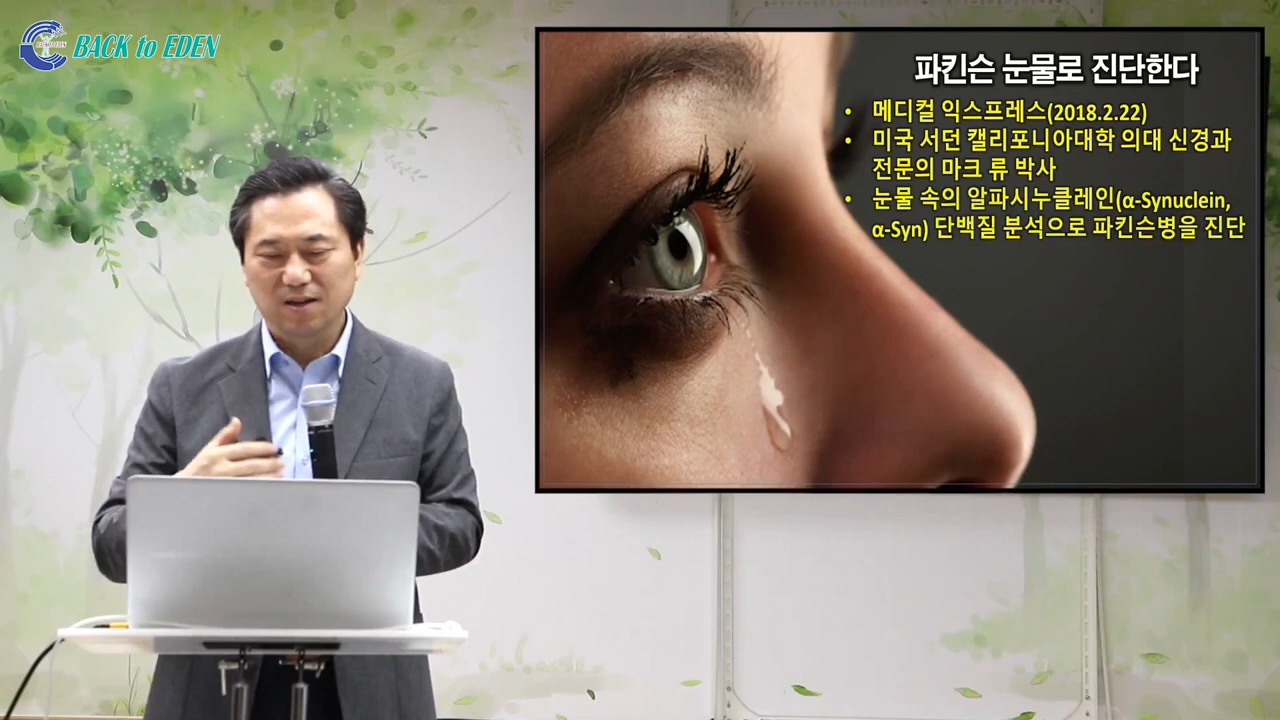 BACK to EDEN
파킨슨 눈물로 진단한다
• 메디컬 익스프레스(2018.2.22)
• 미국 서던 캘리포니아대학 의대 신경과
전문의 마크 류 박사
• 눈물 속의 알파시누클레인(α-Synuclein,
α-Syn) 단백질 분석으로 파킨슨병을 진단